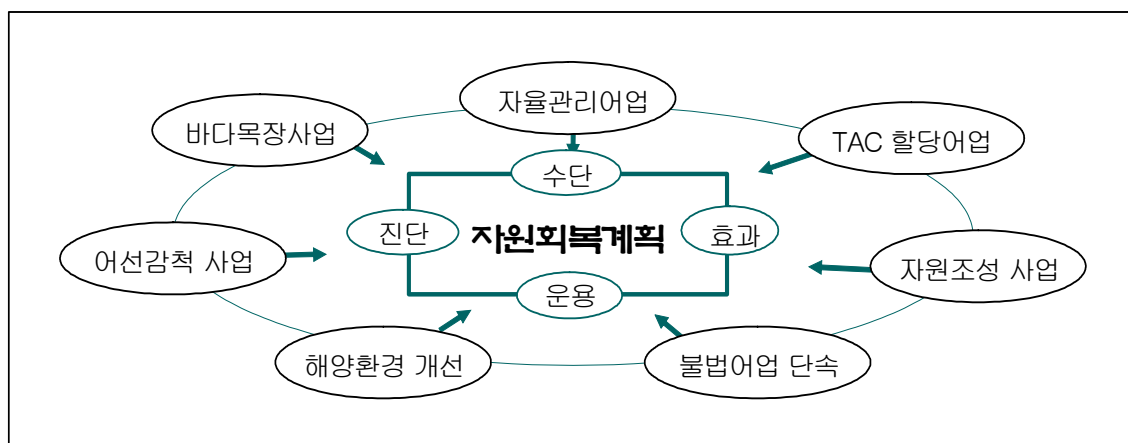 자율관리어업
바다목장사업
TAC 할당어업
수단
진단
자원회복계획
효과
어선감척 사업
자원조성 사업
운용
해양환경 개선
불법어업 단속